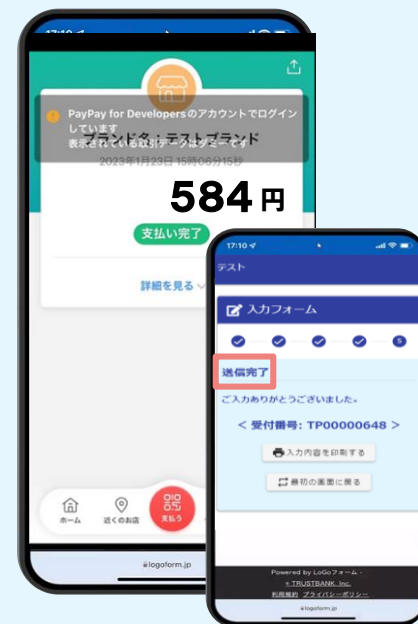 17:10
PayPay for Developersのアカウントでログイン
しています
表示されている取引データはダミーです
ブランド名：テストブランド
2023年1月23日 15時06分15秒
584円
支払い完了
詳細を見る
ホーム
近くのお店
支払う
logoform.jp
17:10
テスト
入力フォーム
5
送信完了
ご入力ありがとうございました。
< 受付番号: TP00000648 >
入力内容を印刷する
最初の画面に戻る
Powered by LoGoフォーム -
TRUSTBANK, Inc.
利用規約 プライバシーポリシー
logoform.jp